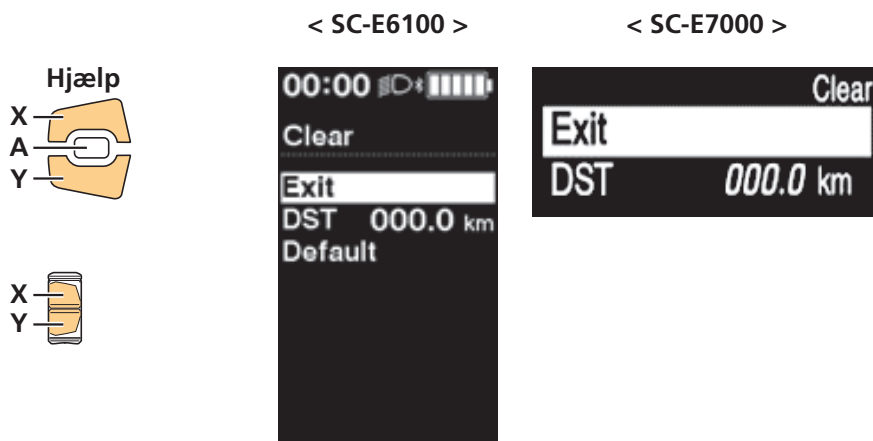 < SC-E6100 >
< SC-E7000 >
Hjælp
X
A
Y
X
Y
00:00
Clear
Exit
DST 000.0 km
Default
Clear
Exit
DST 000.0 km